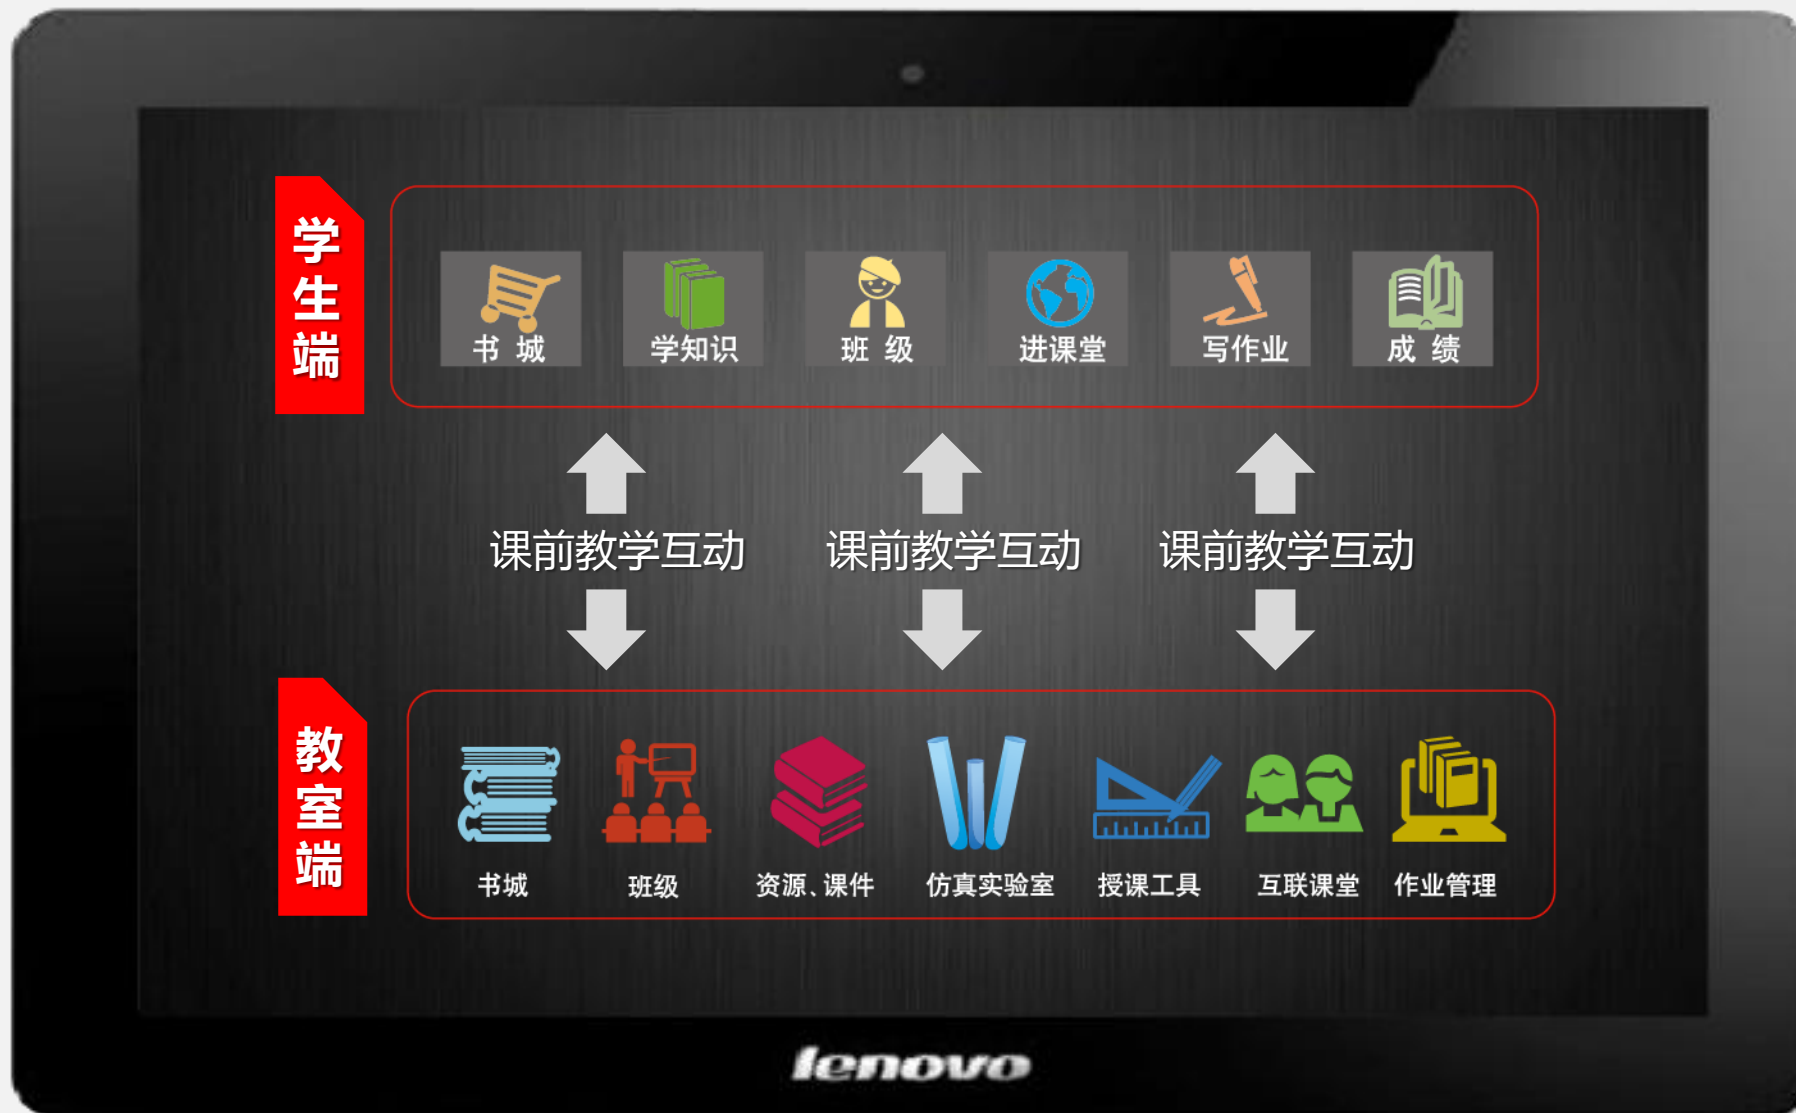 学生端
书 城
学知识
班 级
进课堂
写作业
成 绩
课前教学互动
课前教学互动
课前教学互动
教室端
书城
班级
资源、课件
仿真实验室
授课工具
互联课堂
作业管理
lenovo